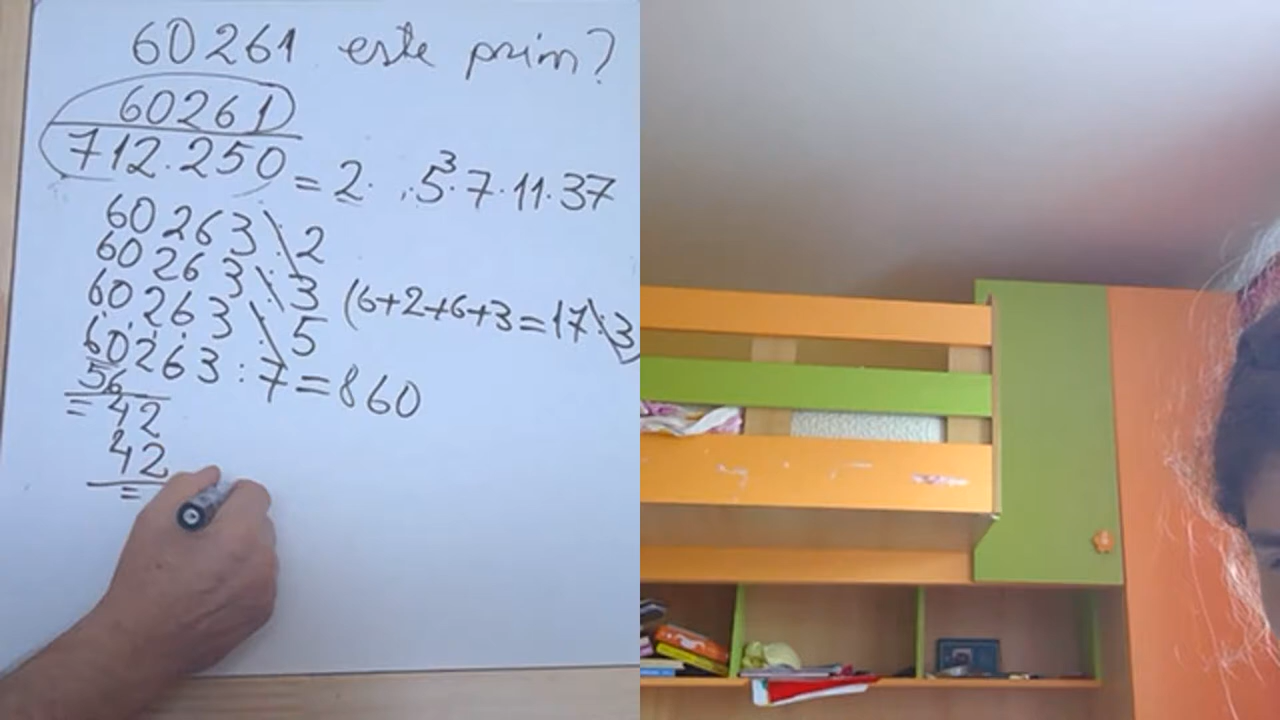 60261 este prim?
60261
712.250 = 2. .5³.7.11.37
60263 ⋮̸ 2
60263 ⋮̸ 3 (6+2+6+3=17⋮̸3)
60263 ⋮̸ 5
60263 : 7 = 860
56
= 42
42
=